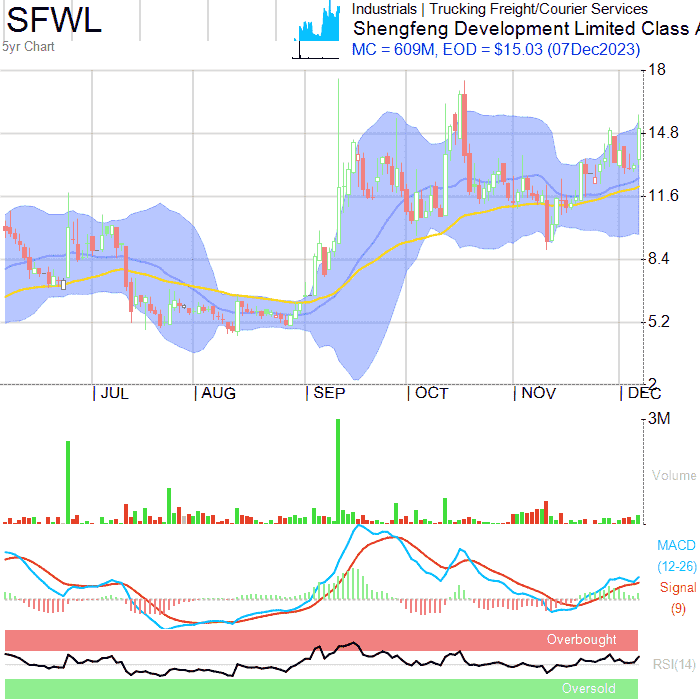 SFWL
5yr Chart
Industrials | Trucking Freight/Courier Services
Shengfeng Development Limited Class A
MC = 609M, EOD = $15.03 (07Dec2023)
18
14.8
11.6
8.4
5.2
2
JUL AUG SEP OCT NOV DEC
3M
Volume
MACD
(12-26)
Signal
(9)
Overbought
RSI(14)
Oversold